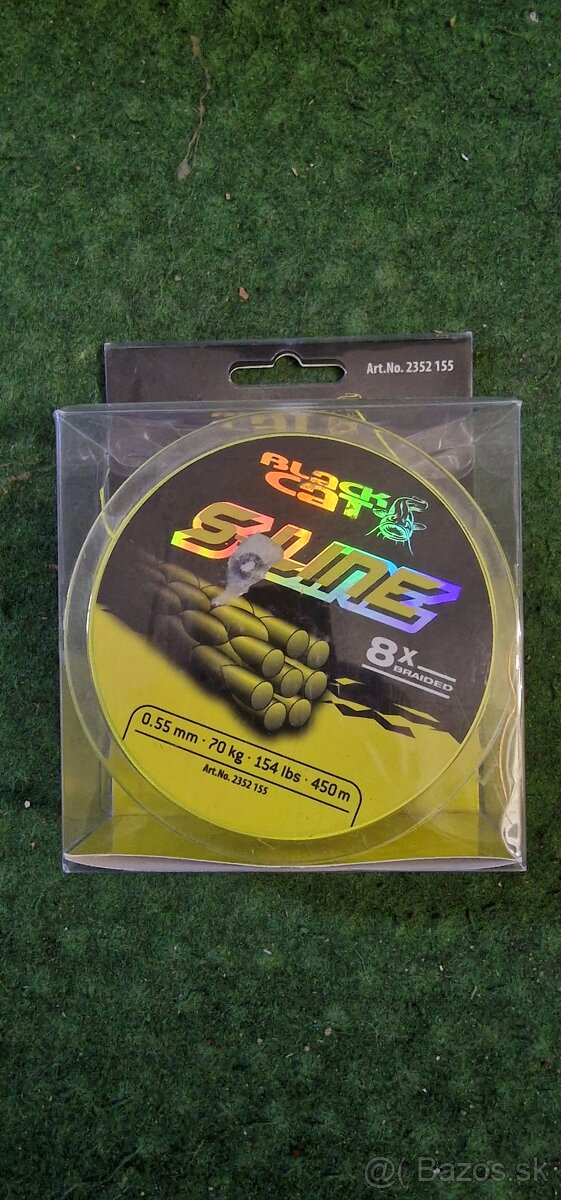 Art.No. 2352 155
BLACK
CAT
S-LINE
8X
BRAIDED
0.55 mm · 70 kg · 154 lbs · 450 m
Art.No. 2352 155
@( Bazos.sk